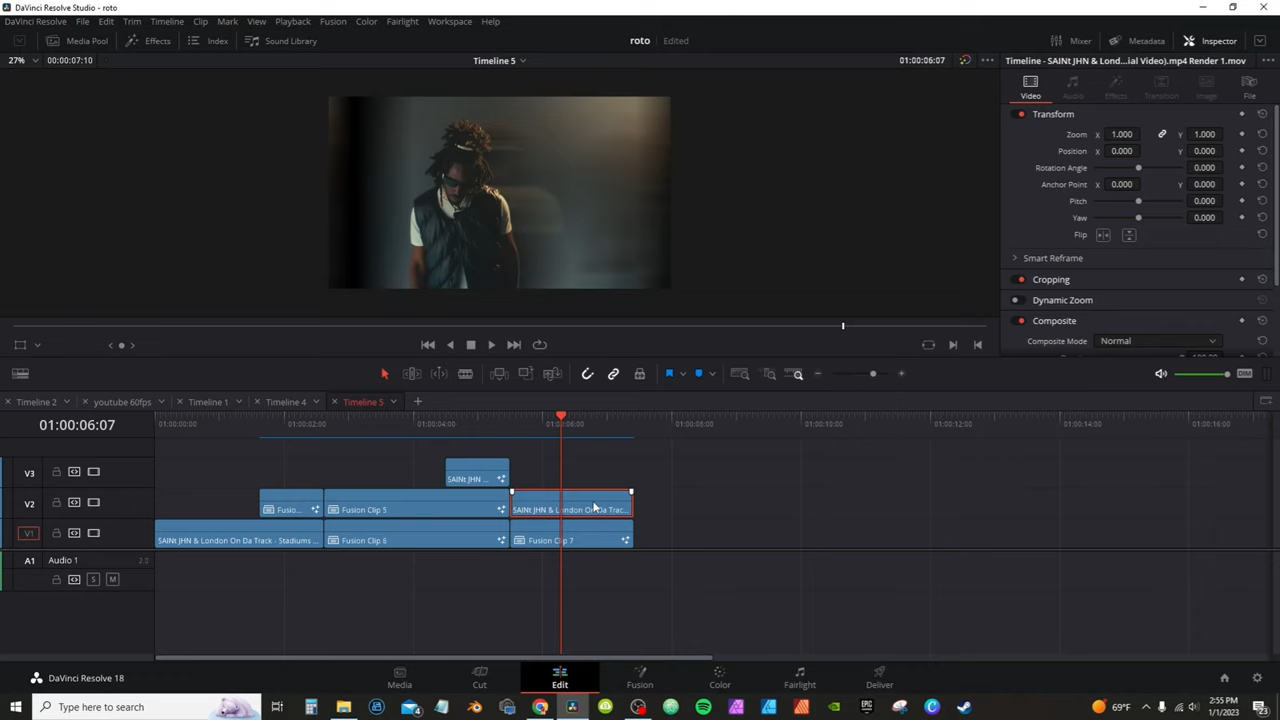 DaVinci Resolve Studio - roto
DaVinci Resolve File Edit Trim Timeline Clip Mark View Playback Fusion Color Fairlight Workspace Help
Media Pool Effects Index Sound Library roto Edited Mixer Metadata Inspector
27% 00:00:07:10 Timeline 5 01:00:06:07 Timeline - SAINt JHN & Lond...ial Video).mp4 Render 1.mov
Video Audio Effects Transition Image File
Transform
Zoom X 1.000 Y 1.000
Position X 0.000 Y 0.000
Rotation Angle 0.000
Anchor Point X 0.000 Y 0.000
Pitch 0.000
Yaw 0.000
Flip
Smart Reframe
Cropping
Dynamic Zoom
Composite
Composite Mode Normal
DIM
Timeline 2 youtube 60fps Timeline 1 Timeline 4 Timeline 5
01:00:06:07 01:00:00:00 01:00:02:00 01:00:04:00 01:00:06:00 01:00:08:00 01:00:10:00 01:00:12:00 01:00:14:00 01:00:16:00
V3 SAINt JHN ...
V2 Fusio... Fusion Clip 5 SAINt JHN & London On Da Trac...
V1 SAINt JHN & London On Da Track - Stadiums ... Fusion Clip 6 Fusion Clip 7
A1 Audio 1 2.0
S M
DaVinci Resolve 18 Media Cut Edit Fusion Color Fairlight Deliver
Type here to search 69°F 2:55 PM
1/1/2023